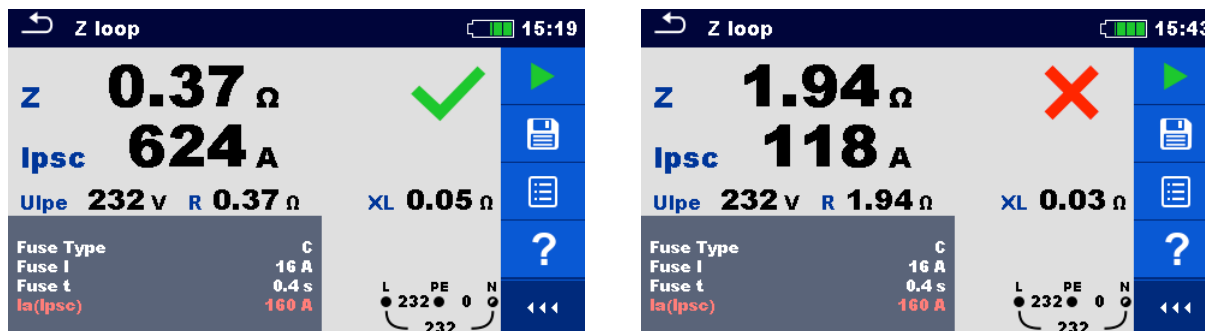 Z loop 15:19
Z 0.37 Ω
Ipsc 624 A
Ulpe 232 V R 0.37 Ω XL 0.05 Ω
Fuse Type C
Fuse I 16 A
Fuse t 0.4 s
Ia(Ipsc) 160 A
?
L PE N
232 0
232
Z loop 15:43
Z 1.94 Ω
Ipsc 118 A
Ulpe 232 V R 1.94 Ω XL 0.03 Ω
Fuse Type C
Fuse I 16 A
Fuse t 0.4 s
Ia(Ipsc) 160 A
?
L PE N
232 0
232